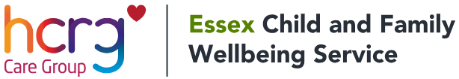 hcrg
Care Group
Essex Child and Family
Wellbeing Service